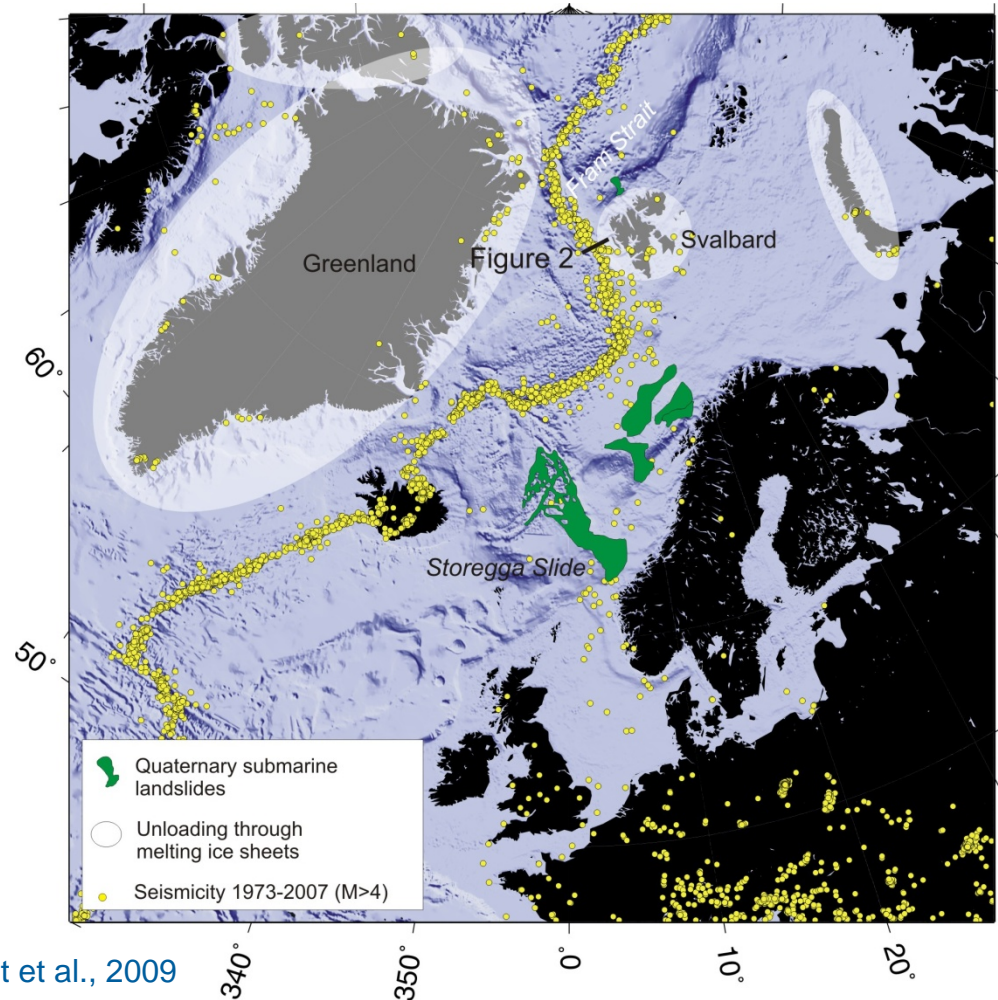 Fram Strait
Svalbard
Greenland
Figure 2
60°
Storegga Slide
50°
Quaternary submarine
landslides
Unloading through
melting ice sheets
Seismicity 1973-2007 (M>4)
t et al., 2009
340°
350°
0°
10°
20°